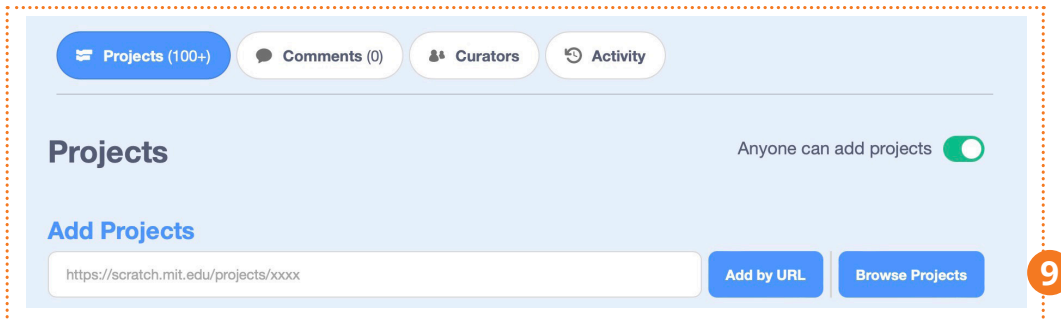 Projects (100+) Comments (0) Curators Activity
Projects Anyone can add projects
Add Projects
https://scratch.mit.edu/projects/xxxx Add by URL Browse Projects
9